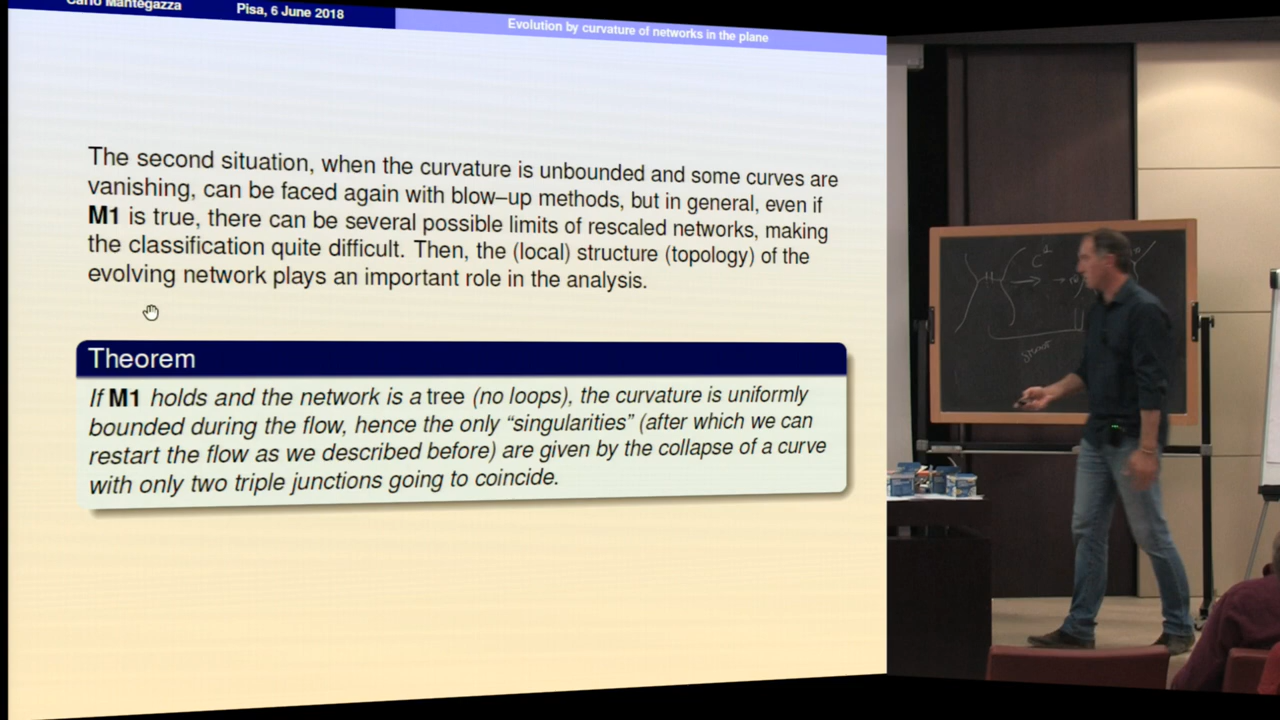 Carlo Mantegazza
Pisa, 6 June 2018
Evolution by curvature of networks in the plane
The second situation, when the curvature is unbounded and some curves are
vanishing, can be faced again with blow–up methods, but in general, even if
M1 is true, there can be several possible limits of rescaled networks, making
the classification quite difficult. Then, the (local) structure (topology) of the
evolving network plays an important role in the analysis.
Theorem
If M1 holds and the network is a tree (no loops), the curvature is uniformly
bounded during the flow, hence the only “singularities” (after which we can
restart the flow as we described before) are given by the collapse of a curve
with only two triple junctions going to coincide.